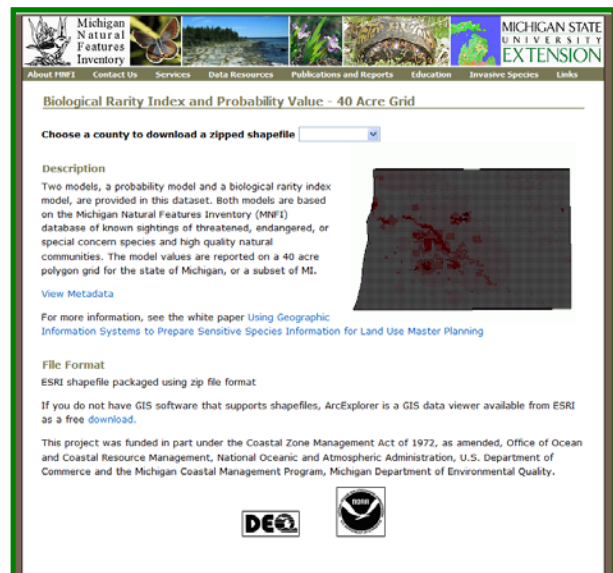 Michigan
Natural
Features
Inventory
MICHIGAN STATE
UNIVERSITY
EXTENSION
About MNFI Contact Us Services Data Resources Publications and Reports Education Invasive Species Links
Biological Rarity Index and Probability Value - 40 Acre Grid
Choose a county to download a zipped shapefile
Description
Two models, a probability model and a biological rarity index
model, are provided in this dataset. Both models are based
on the Michigan Natural Features Inventory (MNFI)
database of known sightings of threatened, endangered, or
special concern species and high quality natural
communities. The model values are reported on a 40 acre
polygon grid for the state of Michigan, or a subset of MI.
View Metadata
For more information, see the white paper Using Geographic
Information Systems to Prepare Sensitive Species Information for Land Use Master Planning
File Format
ESRI shapefile packaged using zip file format
If you do not have GIS software that supports shapefiles, ArcExplorer is a GIS data viewer available from ESRI
as a free download.
This project was funded in part under the Coastal Zone Management Act of 1972, as amended, Office of Ocean
and Coastal Resource Management, National Oceanic and Atmospheric Administration, U.S. Department of
Commerce and the Michigan Coastal Management Program, Michigan Department of Environmental Quality.
DEQ
NOAA